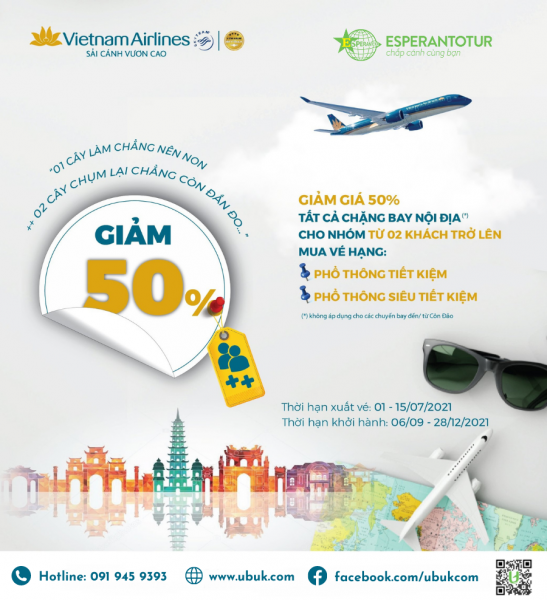 Vietnam Airlines
SẢI CÁNH VƯƠN CAO
ESPERANTOTUR
chắp cánh cùng bạn
"01 CÂY LÀM CHẲNG NÊN NON
++ 02 CÂY CHỤM LẠI CHẲNG CÒN ĐẮN ĐO..."
GIẢM
50%
++
GIẢM GIÁ 50%
TẤT CẢ CHẶNG BAY NỘI ĐỊA(*)
CHO NHÓM TỪ 02 KHÁCH TRỞ LÊN
MUA VÉ HẠNG:
PHỔ THÔNG TIẾT KIỆM
PHỔ THÔNG SIÊU TIẾT KIỆM
(*) không áp dụng cho các chuyến bay đến/ từ Côn Đảo
Thời hạn xuất vé: 01 - 15/07/2021
Thời hạn khởi hành: 06/09 - 28/12/2021
Hotline: 091 945 9393
www.ubuk.com
facebook.com/ubukcom